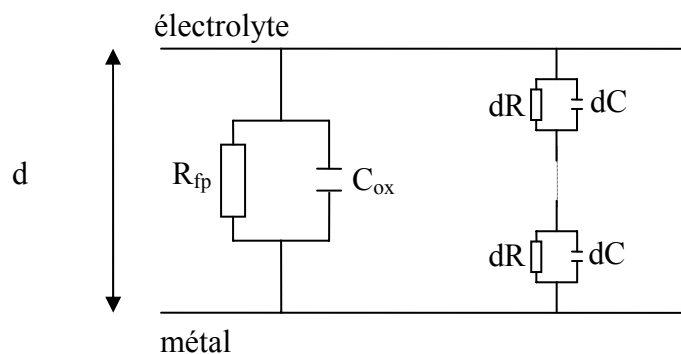 électrolyte
dR dC
d
R_fp C_ox
dR dC
métal